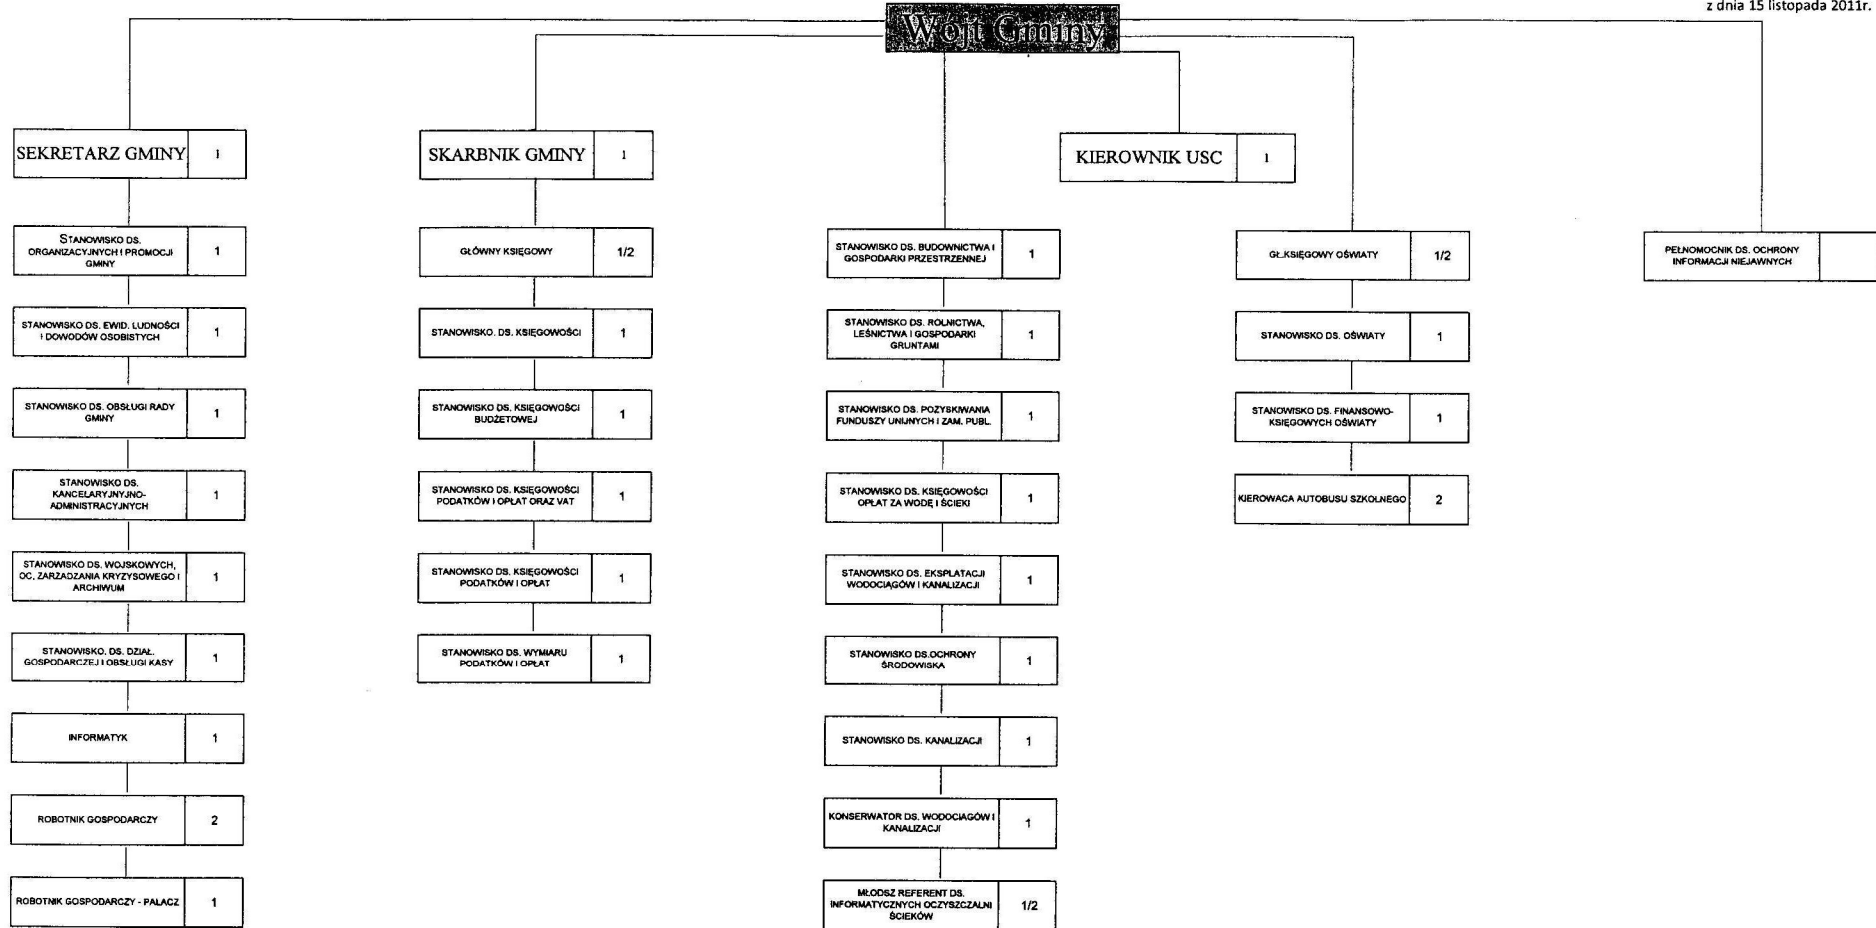 z dnia 15 listopada 2011r.
Wójt Gminy
SEKRETARZ GMINY 1
STANOWISKO DS.
ORGANIZACYJNYCH I PROMOCJI
GMINY
1
STANOWISKO DS. EWID. LUDNOŚCI
I DOWODÓW OSOBISTYCH
1
STANOWISKO DS. OBSŁUGI RADY
GMINY
1
STANOWISKO DS.
KANCELARYJNYJNO-
ADMINISTRACYJNYCH
1
STANOWISKO DS. WOJSKOWYCH,
OC, ZARZADZANIA KRYZYSOWEGO I
ARCHIWUM
1
STANOWISKO. DS. DZIAŁ.
GOSPODARCZEJ I OBSŁUGI KASY
1
INFORMATYK 1
ROBOTNIK GOSPODARCZY 2
ROBOTNIK GOSPODARCZY - PALACZ 1
SKARBNIK GMINY 1
GŁÓWNY KSIĘGOWY 1/2
STANOWISKO. DS. KSIĘGOWOŚCI 1
STANOWISKO DS. KSIĘGOWOŚCI
BUDŻETOWEJ
1
STANOWISKO DS. KSIĘGOWOŚCI
PODATKÓW I OPŁAT ORAZ VAT
1
STANOWISKO DS. KSIĘGOWOŚCI
PODATKÓW I OPŁAT
1
STANOWISKO DS. WYMIARU
PODATKÓW I OPŁAT
1
STANOWISKO DS. BUDOWNICTWA I
GOSPODARKI PRZESTRZENNEJ
1
STANOWISKO DS. ROLNICTWA,
LEŚNICTWA I GOSPODARKI
GRUNTAMI
1
STANOWISKO DS. POZYSKIWANIA
FUNDUSZY UNIJNYCH I ZAM. PUBL.
1
STANOWISKO DS. KSIĘGOWOŚCI
OPŁAT ZA WODĘ I ŚCIEKI
1
STANOWISKO DS. EKSPLATACJI
WODOCIĄGÓW I KANALIZACJI
1
STANOWISKO DS.OCHRONY
ŚRODOWISKA
1
STANOWISKO DS. KANALIZACJI 1
KONSERWATOR DS. WODOCIAGÓW I
KANALIZACJI
1
MŁODSZ REFERENT DS.
INFORMATYCZNYCH OCZYSZCZALNI
ŚCIEKÓW
1/2
KIEROWNIK USC 1
GŁ.KSIĘGOWY OŚWIATY 1/2
STANOWISKO DS. OŚWIATY 1
STANOWISKO DS. FINANSOWO-
KSIĘGOWYCH OŚWIATY
1
KIEROWACA AUTOBUSU SZKOLNEGO 2
PEŁNOMOCNIK DS. OCHRONY
INFORMACJI NIEJAWNYCH